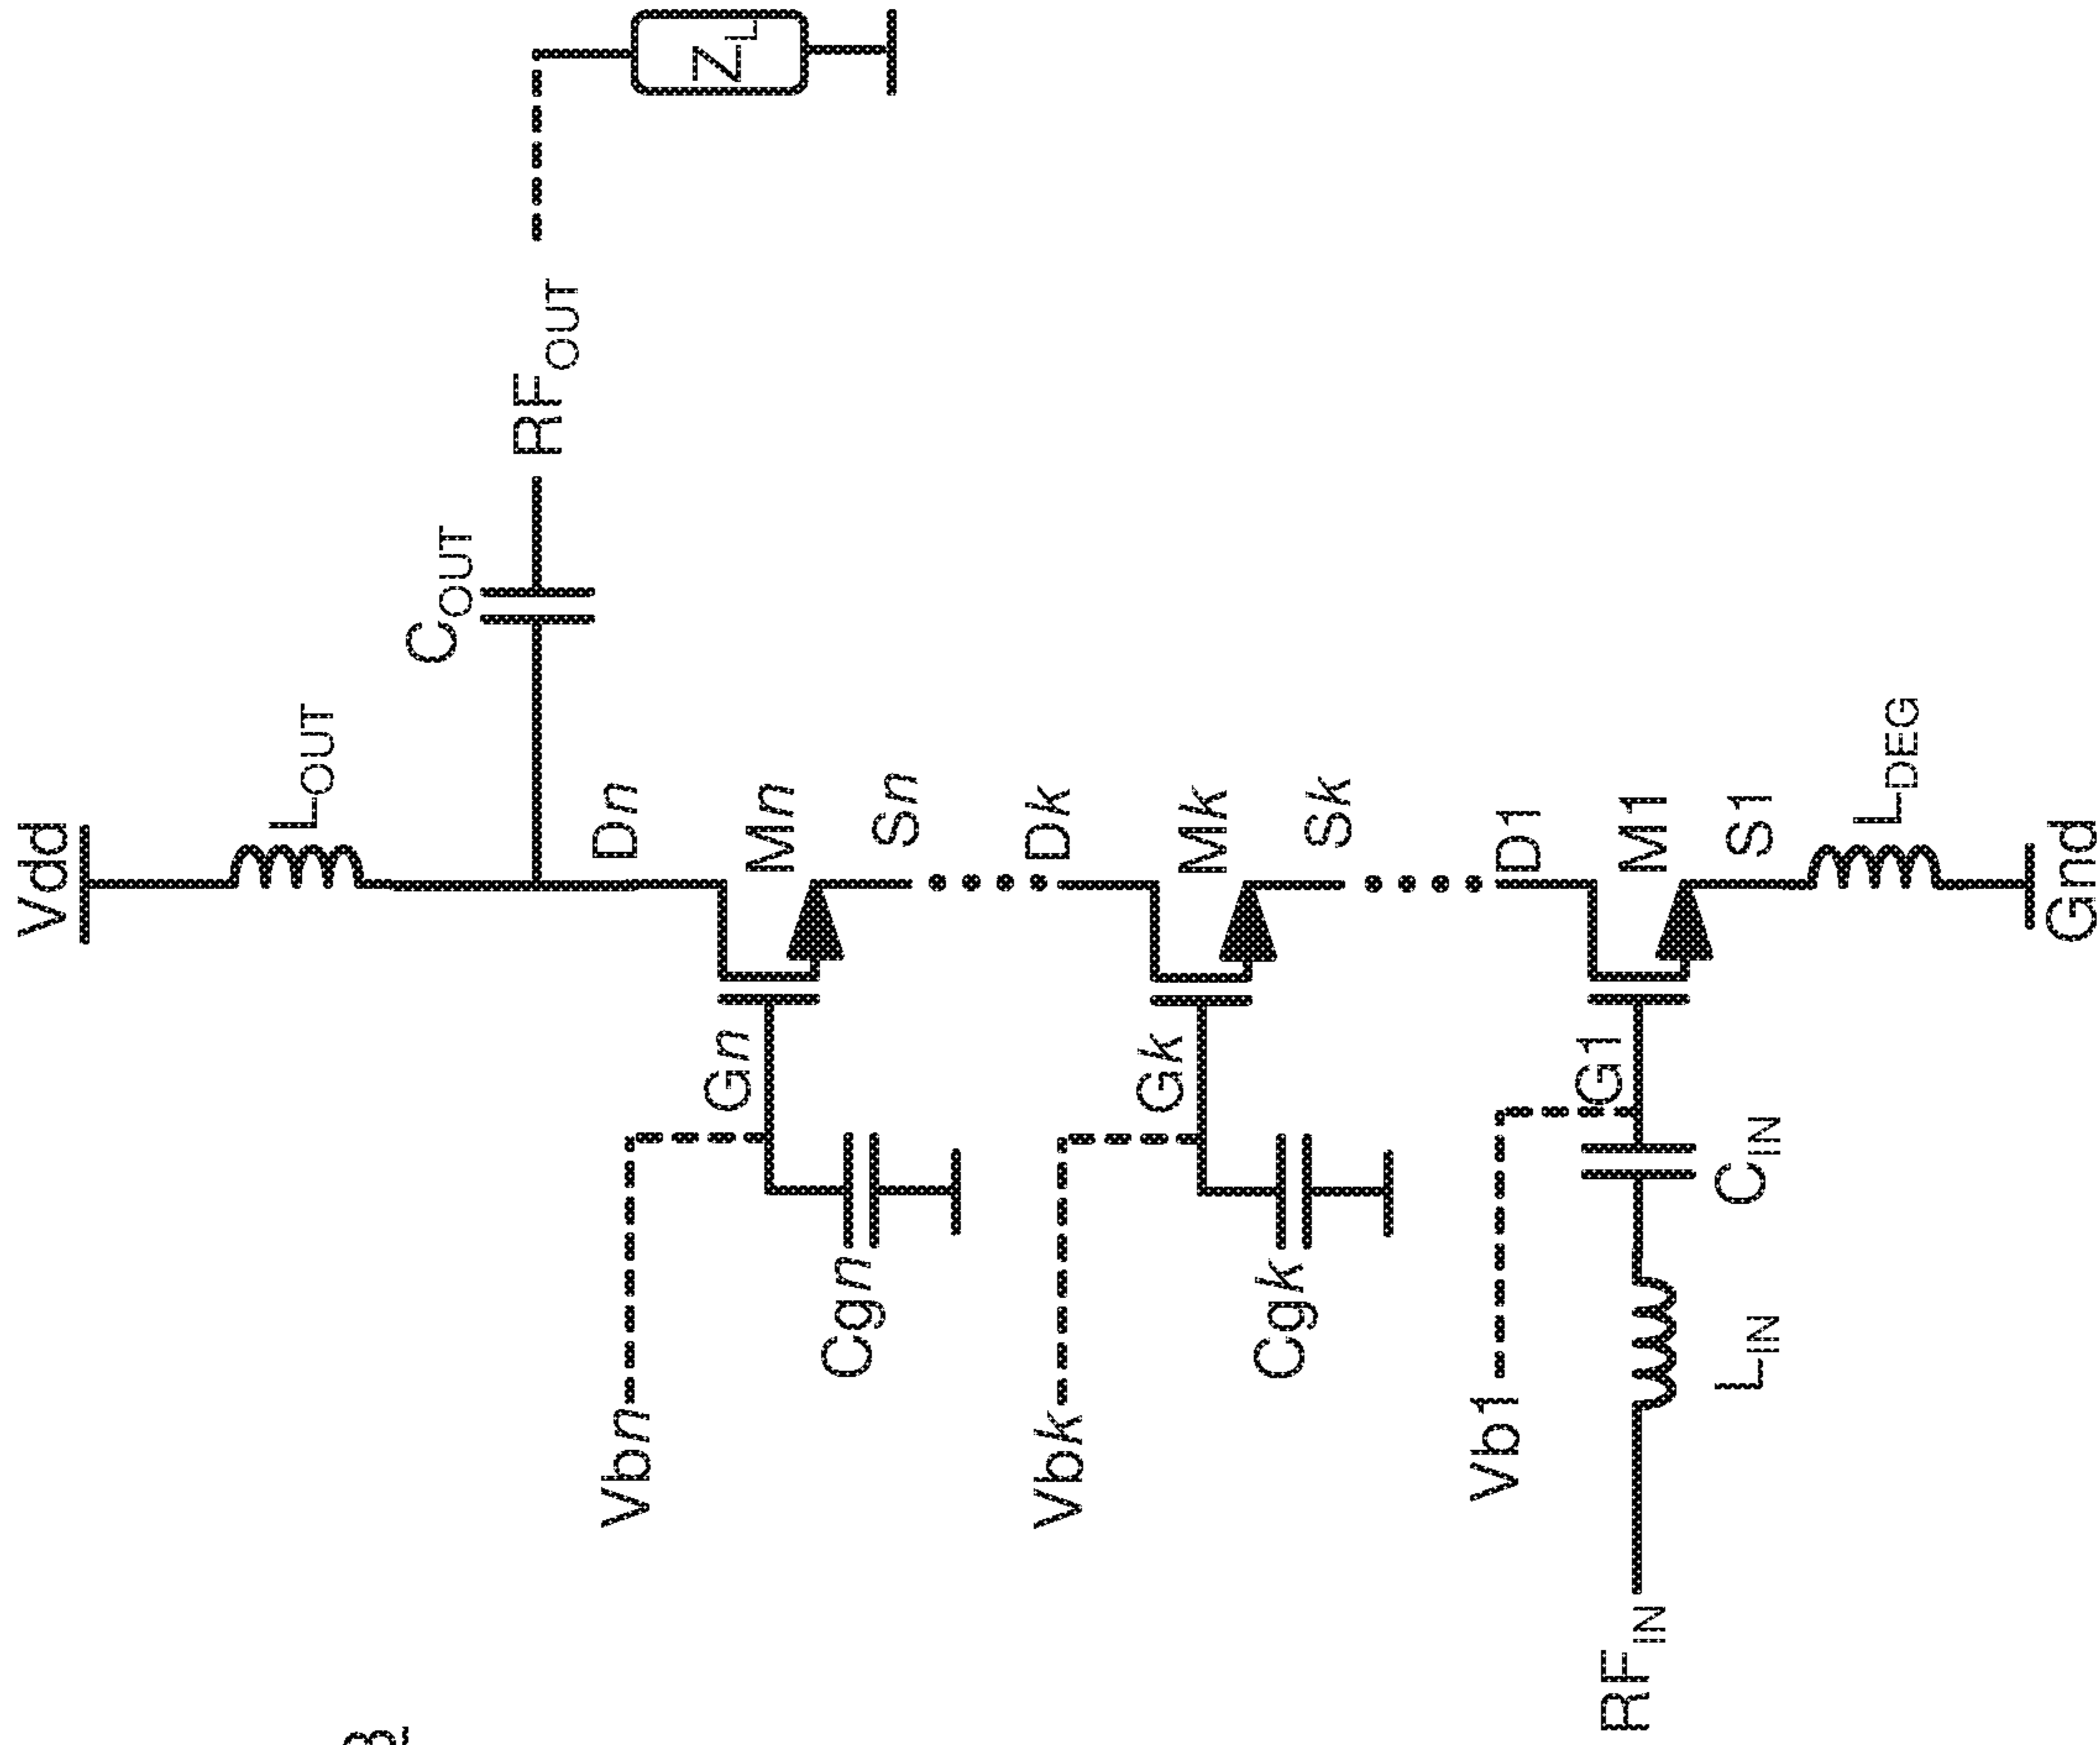 Vdd
L_OUT
C_OUT
RF_OUT
Z_L
Dn
Mn
Sn
Gn
Vbn
Cgn
Dk
Mk
Sk
Gk
Vbk
Cgk
D1
M1
S1
G1
Vb1
C_IN
L_IN
RF_IN
L_DEG
Gnd